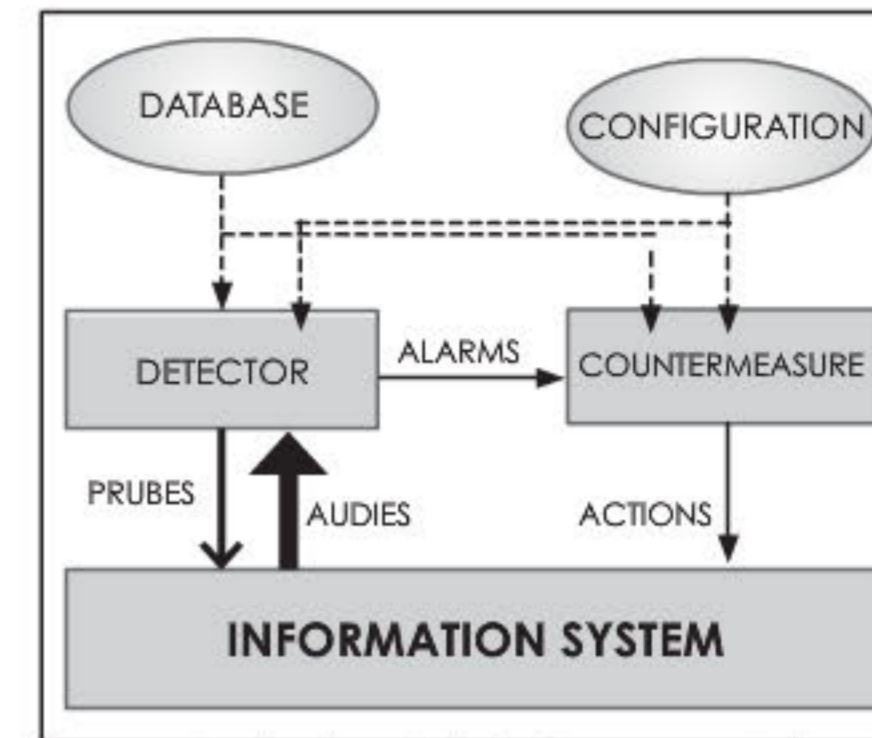 DATABASE
CONFIGURATION
DETECTOR
ALARMS
COUNTERMEASURE
PRUBES
AUDIES
ACTIONS
INFORMATION SYSTEM